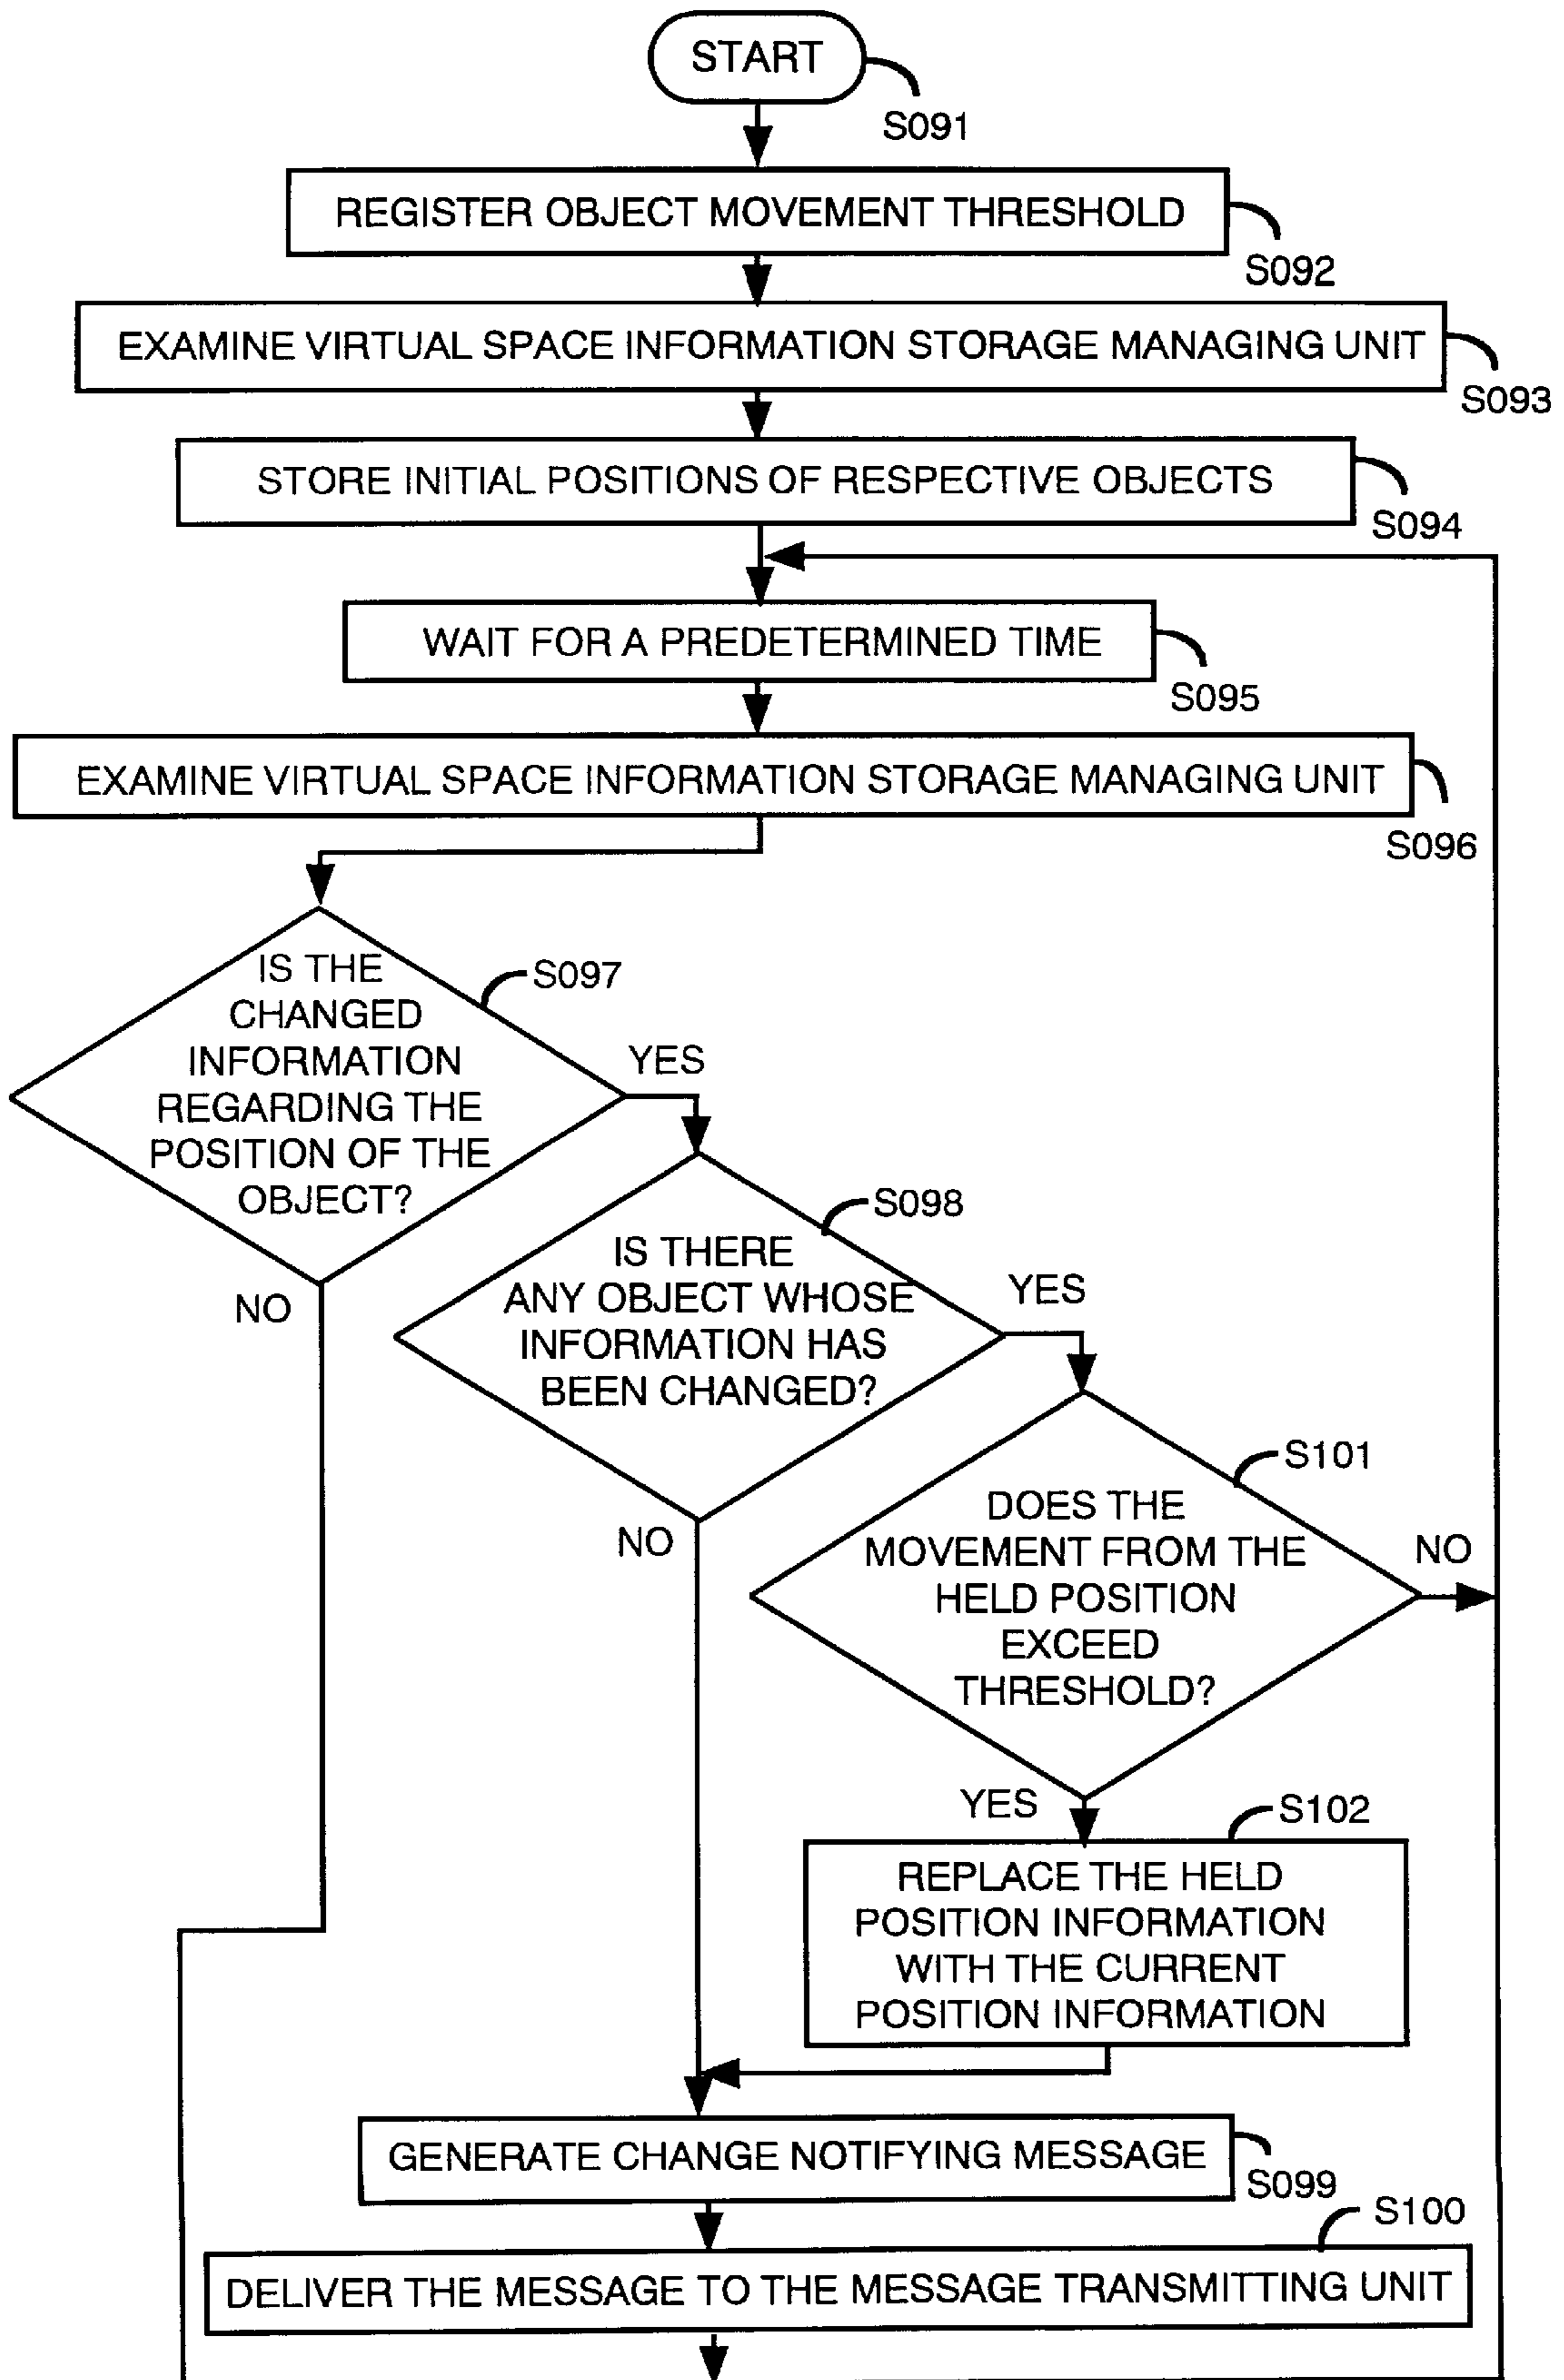 START
S091
REGISTER OBJECT MOVEMENT THRESHOLD
S092
EXAMINE VIRTUAL SPACE INFORMATION STORAGE MANAGING UNIT
S093
STORE INITIAL POSITIONS OF RESPECTIVE OBJECTS
S094
WAIT FOR A PREDETERMINED TIME
S095
EXAMINE VIRTUAL SPACE INFORMATION STORAGE MANAGING UNIT
S096
IS THE
CHANGED
INFORMATION
REGARDING THE
POSITION OF THE
OBJECT?
S097
YES
NO
S098
IS THERE
ANY OBJECT WHOSE
INFORMATION HAS
BEEN CHANGED?
YES
NO
S101
DOES THE
MOVEMENT FROM THE
HELD POSITION
EXCEED
THRESHOLD?
NO
YES
S102
REPLACE THE HELD
POSITION INFORMATION
WITH THE CURRENT
POSITION INFORMATION
GENERATE CHANGE NOTIFYING MESSAGE
S099
S100
DELIVER THE MESSAGE TO THE MESSAGE TRANSMITTING UNIT